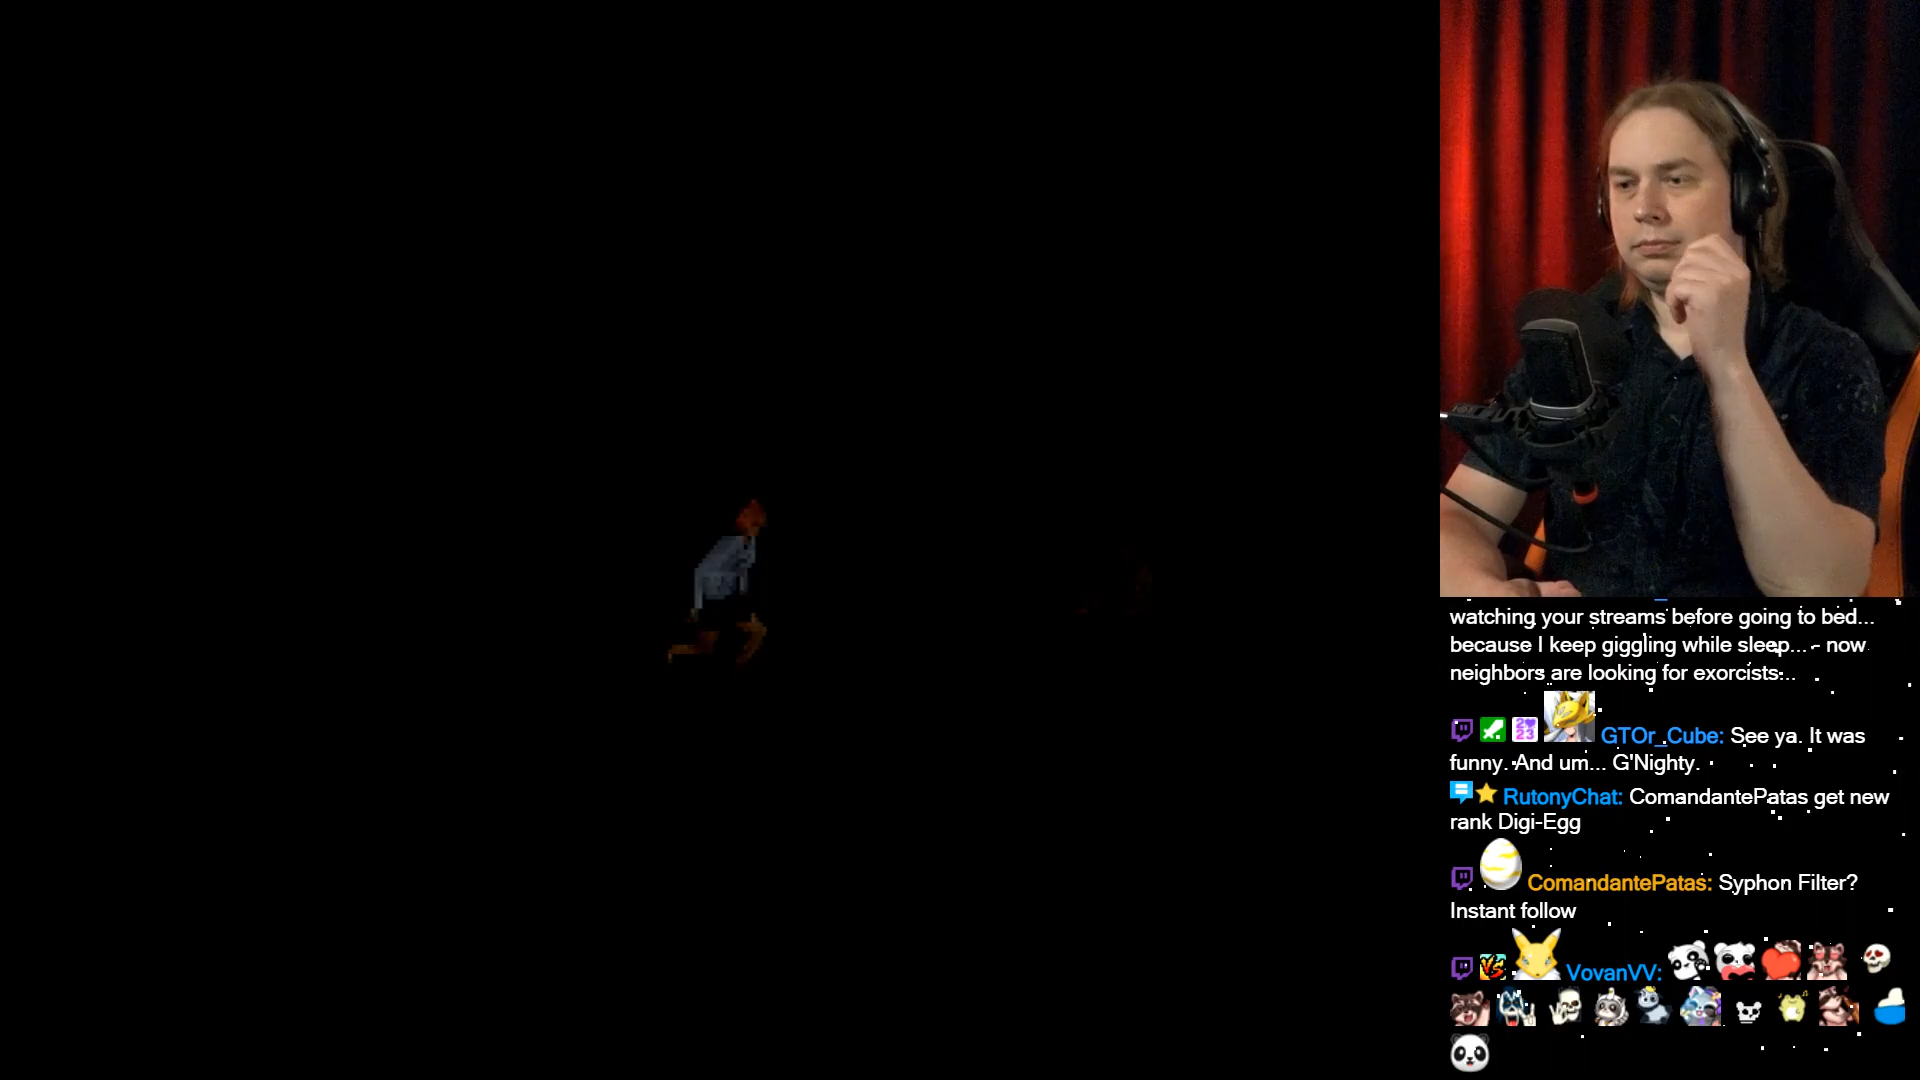 watching your streams before going to bed...
because I keep giggling while sleep... - now
neighbors are looking for exorcists...
GTOr_Cube: See ya. It was
funny. And um... G'Nighty.
RutonyChat: ComandantePatas get new
rank Digi-Egg
ComandantePatas: Syphon Filter?
Instant follow
VS VovanVV: